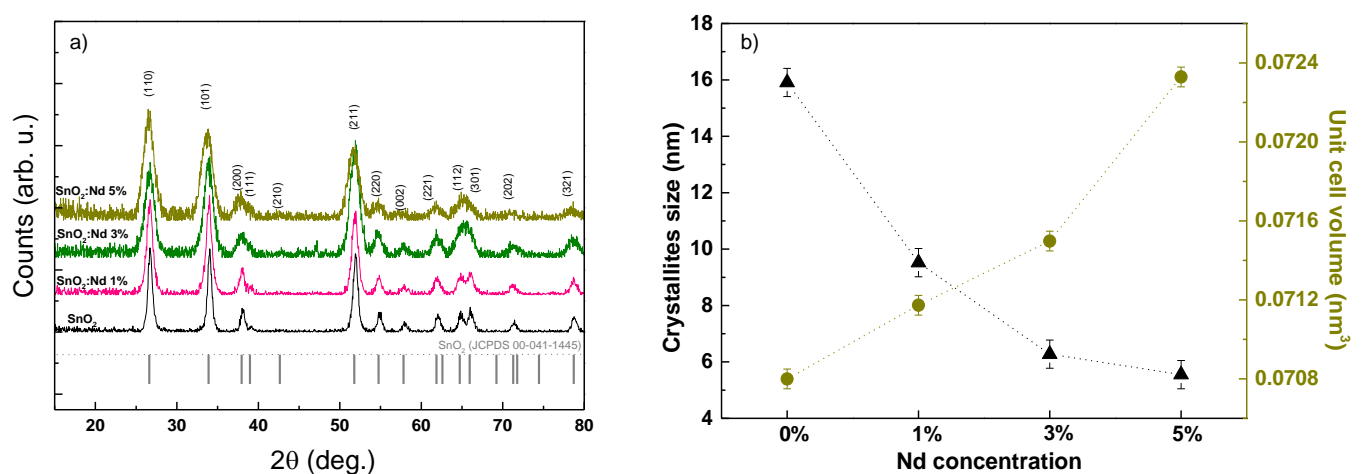 a)
Counts (arb. u.)
(110)
(101)
(200)
(111)
(210)
(211)
(220)
(002)
(221)
(112)
(301)
(202)
(321)
SnO₂:Nd 5%
SnO₂:Nd 3%
SnO₂:Nd 1%
SnO₂
SnO₂ (JCPDS 00-041-1445)
20 30 40 50 60 70 80
2θ (deg.)
b)
Crystallites size (nm)
18
16
14
12
10
8
6
4
0% 1% 3% 5%
Nd concentration
0.0724
0.0720
0.0716
0.0712
0.0708
Unit cell volume (nm³)